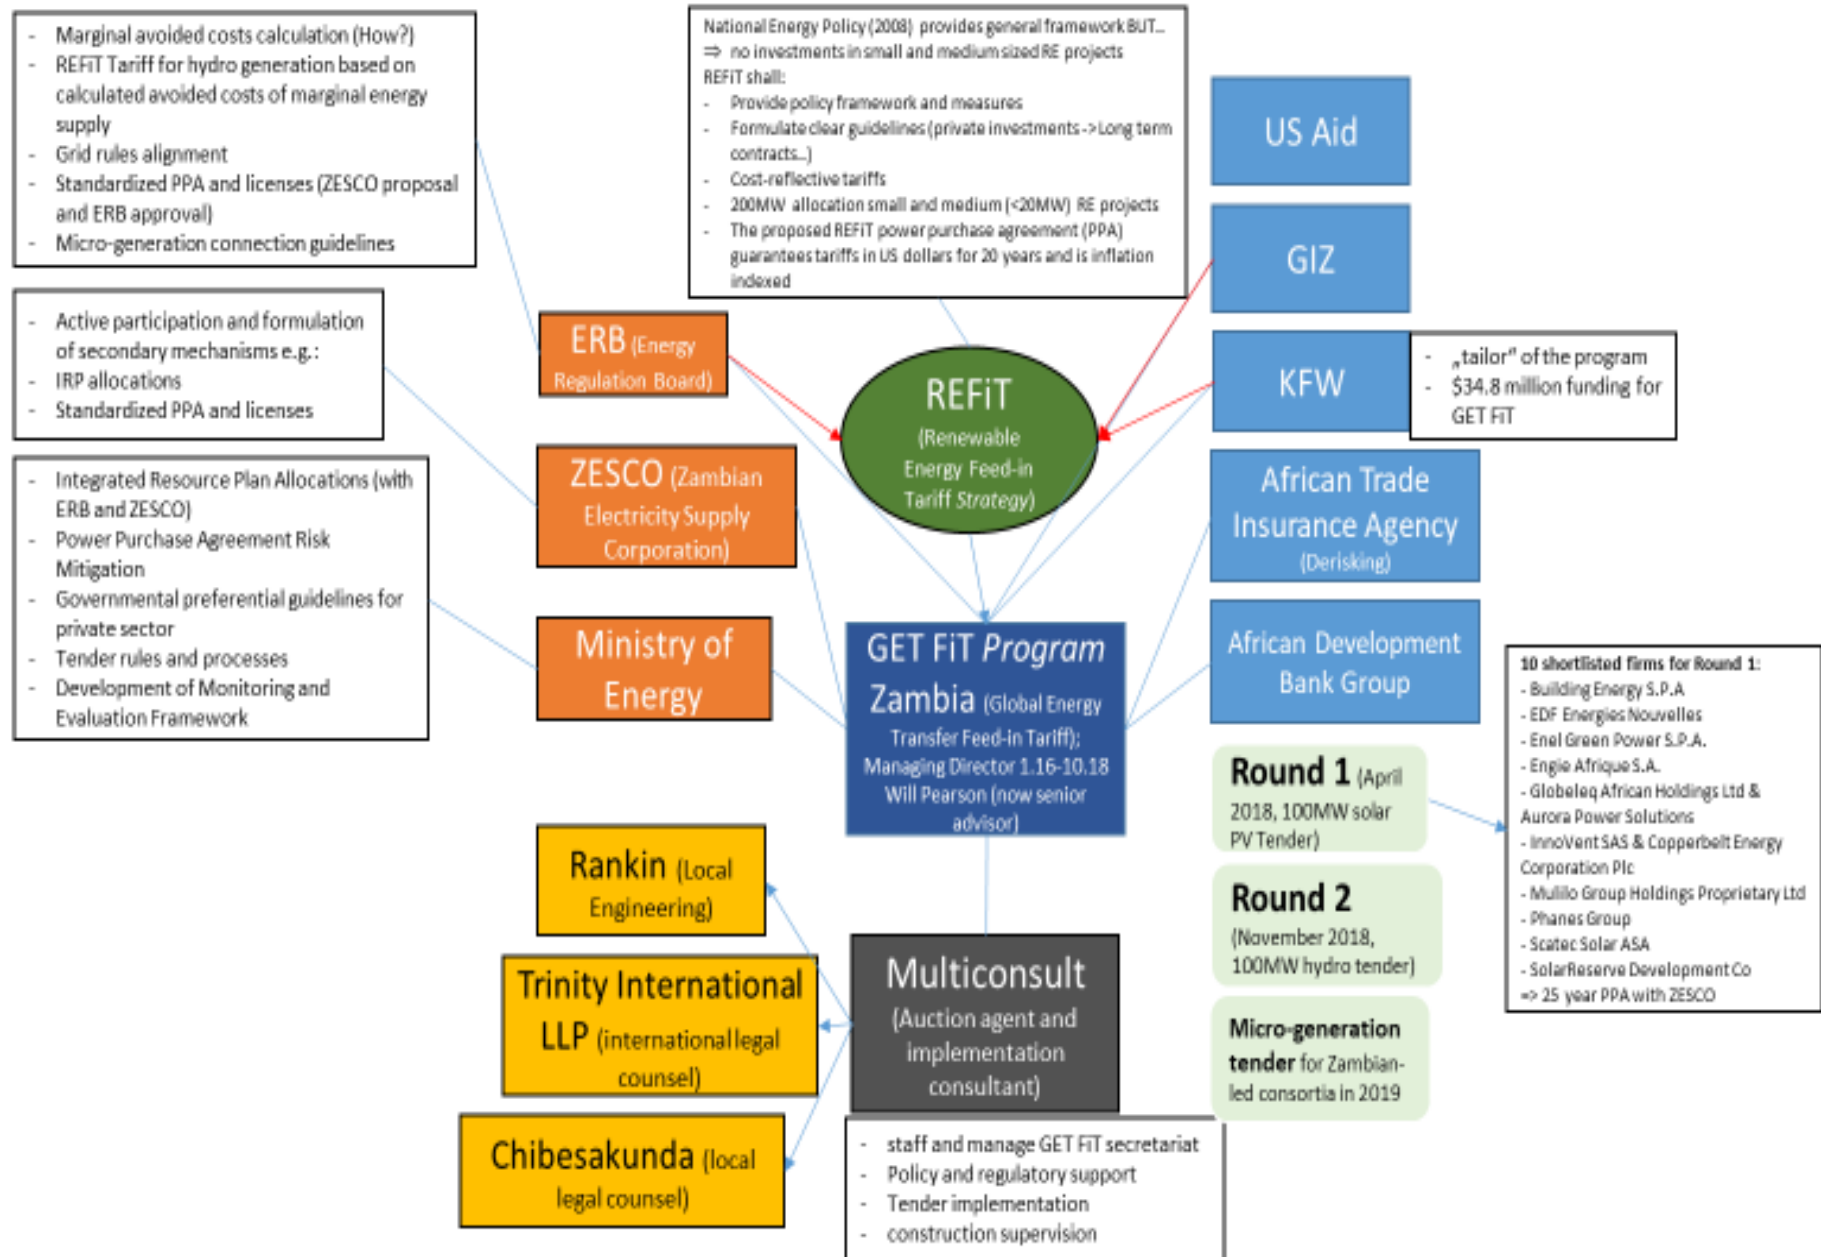 - Marginal avoided costs calculation (How?)
- REFiT Tariff for hydro generation based on
calculated avoided costs of marginal energy
supply
- Grid rules alignment
- Standardized PPA and licenses (ZESCO proposal
and ERB approval)
- Micro-generation connection guidelines
- Active participation and formulation
of secondary mechanisms e.g.:
- IRP allocations
- Standardized PPA and licenses
- Integrated Resource Plan Allocations (with
ERB and ZESCO)
- Power Purchase Agreement Risk
Mitigation
- Governmental preferential guidelines for
private sector
- Tender rules and processes
- Development of Monitoring and
Evaluation Framework
National Energy Policy (2008) provides general framework BUT...
⇒ no investments in small and medium sized RE projects
REFiT shall:
- Provide policy framework and measures
- Formulate clear guidelines (private investments ->Long term
contracts...)
- Cost-reflective tariffs
- 200MW allocation small and medium (<20MW) RE projects
- The proposed REFiT power purchase agreement (PPA)
guarantees tariffs in US dollars for 20 years and is inflation
indexed
ERB (Energy
Regulation Board)
ZESCO (Zambian
Electricity Supply
Corporation)
Ministry of
Energy
REFiT
(Renewable
Energy Feed-in
Tariff Strategy)
US Aid
GIZ
KFW
- „tailor" of the program
- $34.8 million funding for
GET FiT
African Trade
Insurance Agency
(Derisking)
African Development
Bank Group
GET FiT Program
Zambia (Global Energy
Transfer Feed-in Tariff);
Managing Director 1.16-10.18
Will Pearson (now senior
advisor)
Rankin (Local
Engineering)
Trinity International
LLP (international legal
counsel)
Chibesakunda (local
legal counsel)
Multiconsult
(Auction agent and
implementation
consultant)
- staff and manage GET FiT secretariat
- Policy and regulatory support
- Tender implementation
- construction supervision
Round 1 (April
2018, 100MW solar
PV Tender)
Round 2
(November 2018,
100MW hydro tender)
Micro-generation
tender for Zambian-
led consortia in 2019
10 shortlisted firms for Round 1:
- Building Energy S.P.A
- EDF Energies Nouvelles
- Enel Green Power S.P.A.
- Engie Afrique S.A.
- Globeleq African Holdings Ltd &
Aurora Power Solutions
- InnoVent SAS & Copperbelt Energy
Corporation Plc
- Mulilo Group Holdings Proprietary Ltd
- Phanes Group
- Scatec Solar ASA
- SolarReserve Development Co
=> 25 year PPA with ZESCO